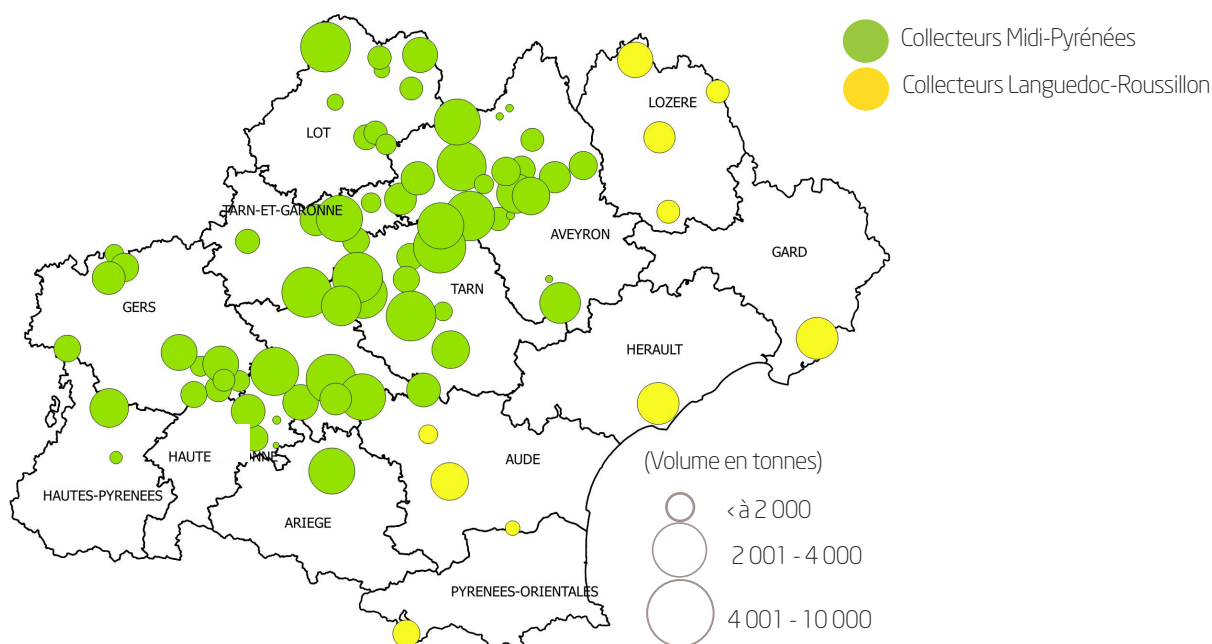 Collecteurs Midi-Pyrénées
Collecteurs Languedoc-Roussillon
LOZERE
LOT
TARN-ET-GARONNE
AVEYRON
GARD
TARN
GERS
HERAULT
HAUTE
NNE
AUDE
HAUTES-PYRENEES
ARIEGE
PYRENEES-ORIENTALES
(Volume en tonnes)
< à 2 000
2 001 - 4 000
4 001 - 10 000